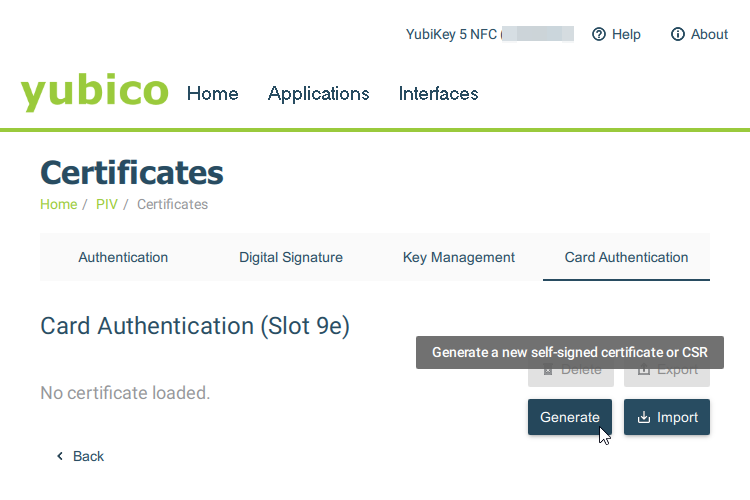 YubiKey 5 NFC ( Help About
yubico Home Applications Interfaces
Certificates
Home / PIV / Certificates
Authentication Digital Signature Key Management Card Authentication
Card Authentication (Slot 9e)
Generate a new self-signed certificate or CSR
No certificate loaded. Delete Export
Generate Import
Back